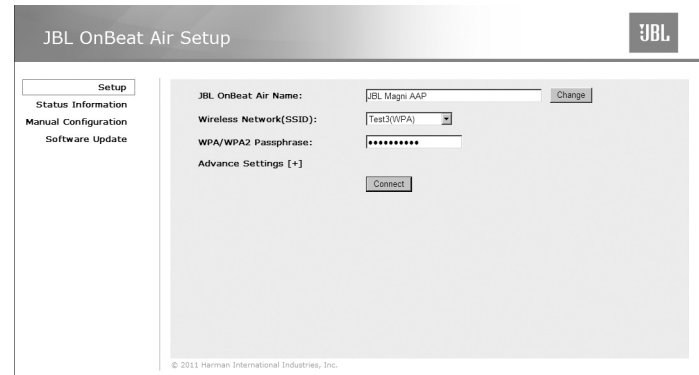 JBL OnBeat Air Setup
JBL
Setup
Status Information
Manual Configuration
Software Update
JBL OnBeat Air Name: JBL Magni AAP Change
Wireless Network(SSID): Test3(WPA)
WPA/WPA2 Passphrase: ••••••••••
Advance Settings [+]
Connect
© 2011 Harman International Industries, Inc.